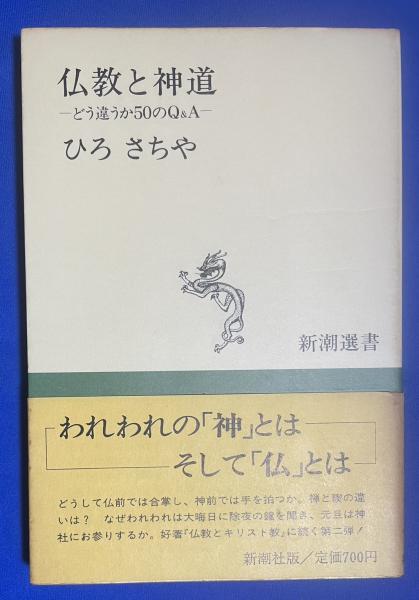 仏教と神道
―どう違うか50のQ&A―
ひろ さちや
新潮選書
われわれの「神」とは
そして「仏」とは
どうして仏前では合掌し、神前では手を拍つか。禅と禊の違
いは？ なぜわれわれは大晦日に除夜の鐘を聞き、元旦は神
社にお参りするか。好著『仏教とキリスト教』に続く第二弾！
新潮社版／定価700円